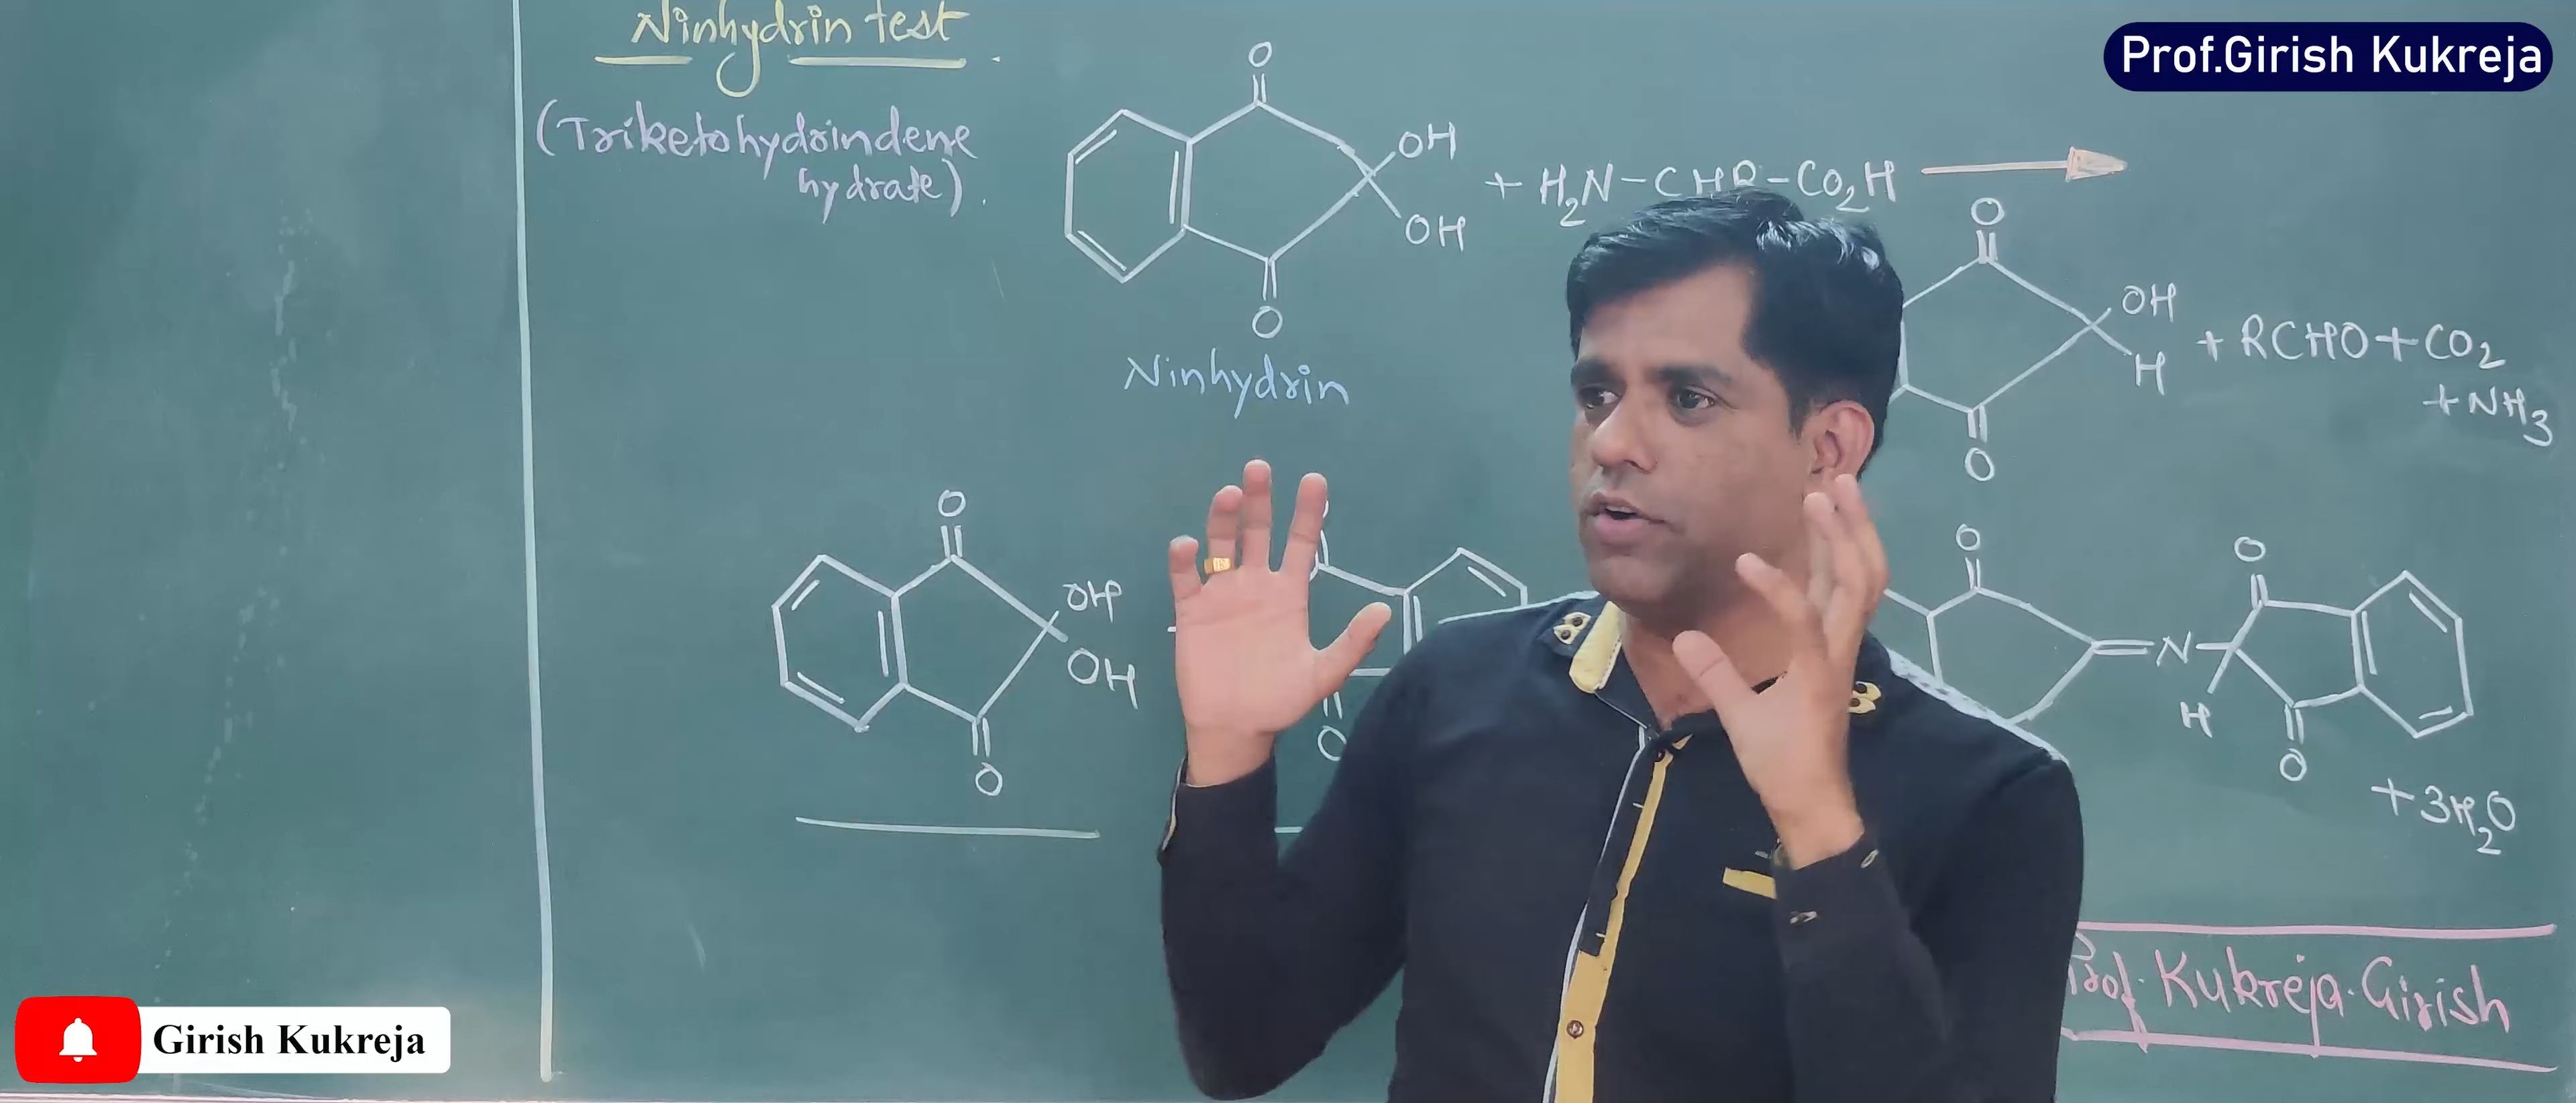 Ninhydrin test
Prof.Girish Kukreja
(Triketohydrindene
hydrate).
O
OH
OH
O
+ H₂N-CHR-CO₂H
Ninhydrin
O
OH
H
O
+ RCHO + CO₂
+ NH₃
O
OH
OH
O
O
O
=N-
H
O
O
+ 3H₂O
Prof. Kukreja. Girish
Girish Kukreja